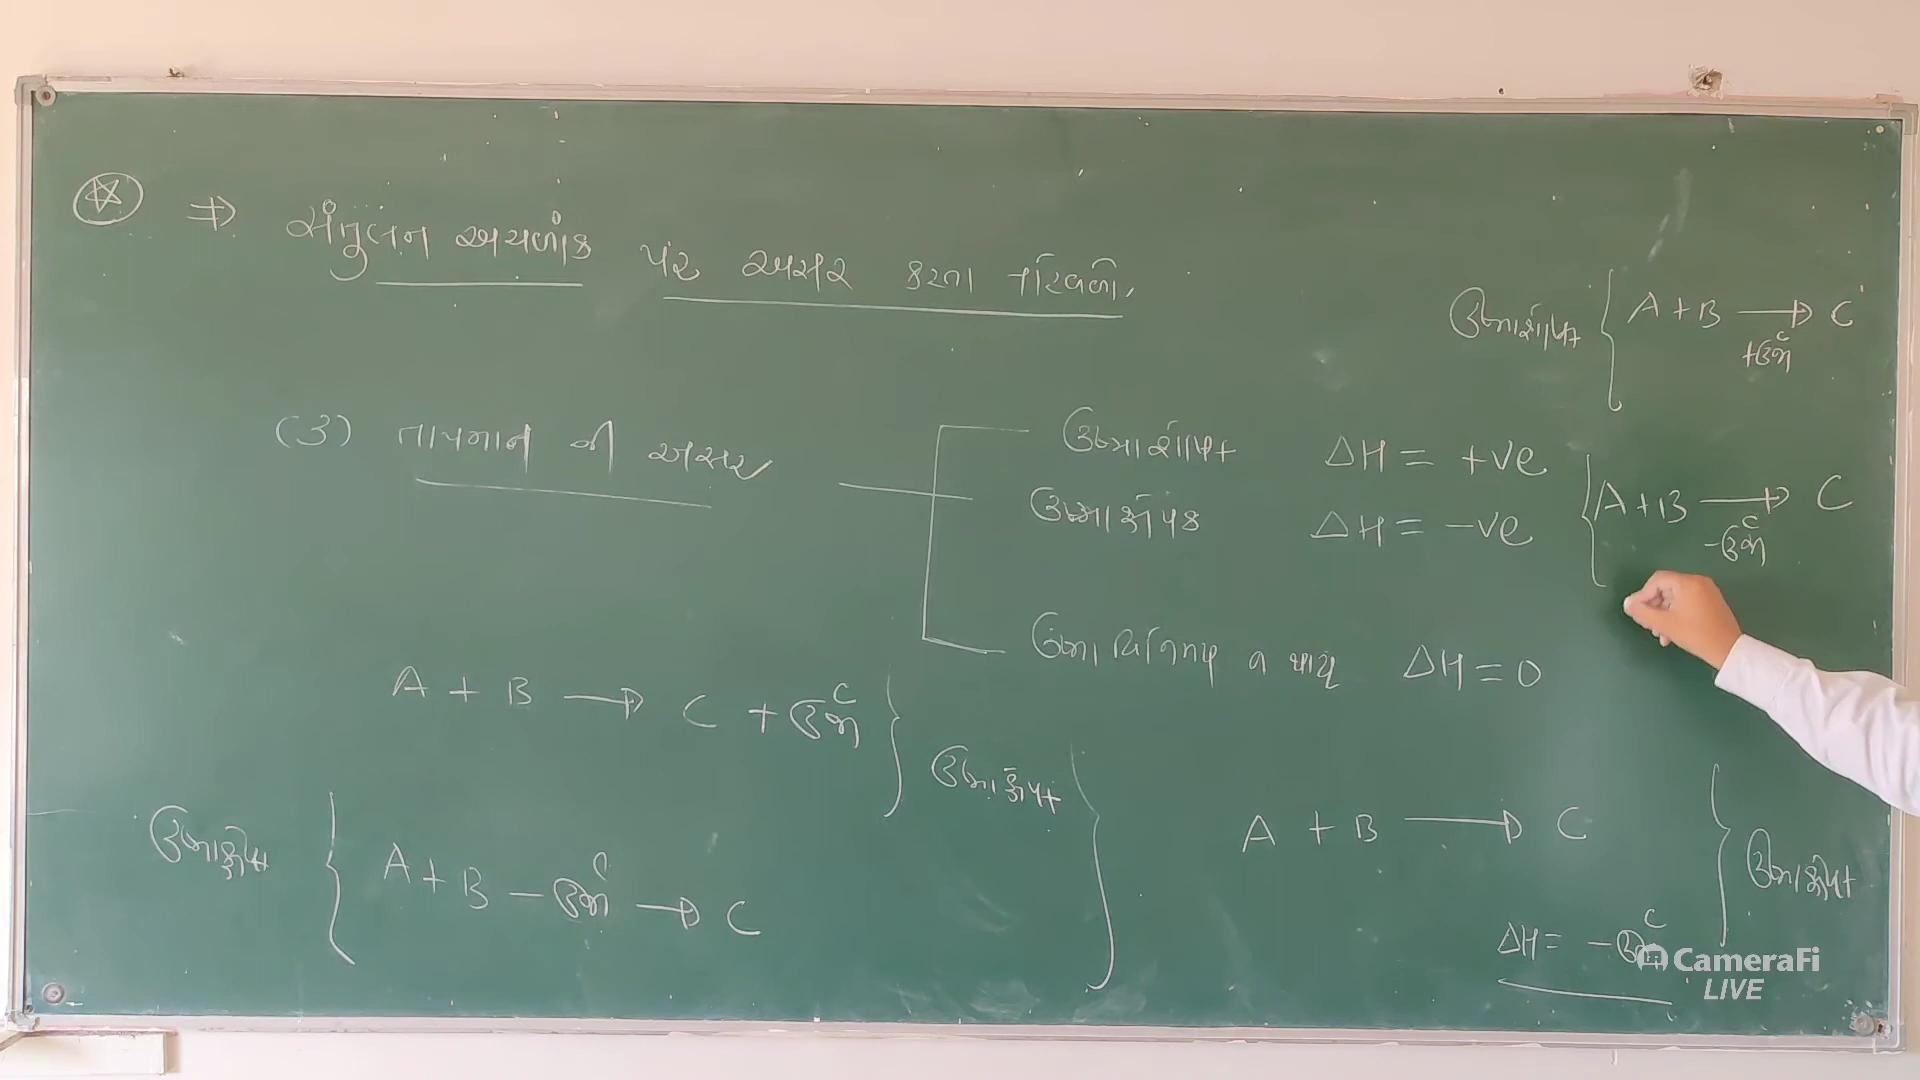 ⇒ સંતુલન અચળાંક પર અસર કરતા પરિબળો,
(૩) તાપમાન ની અસર
ઉષ્માશોષક ΔH = +ve
ઉષ્માક્ષેપક ΔH = -ve
ઉષ્મા વિનિમય ન થાય ΔH = 0
ઉષ્માશોષક { A + B → C
+ઉર્જા
{ A + B → C
-ઉર્જા
A + B → C + ઉર્જા } ઉષ્માક્ષેપક }
ઉષ્માક્ષેપક { A + B - ઉર્જા → C
A + B → C } ઉષ્માક્ષેપક
ΔH = -ઉર્જા
CameraFi
LIVE